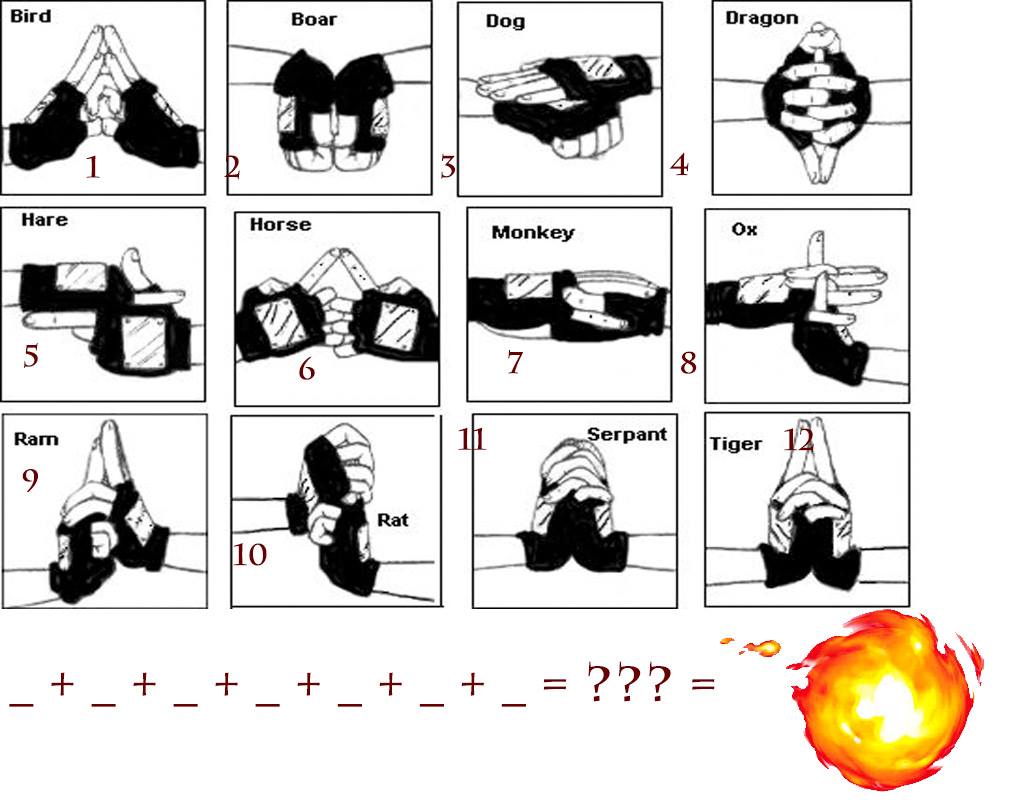 Bird
Boar
Dog
Dragon
1
2
3
4
Hare
Horse
Monkey
Ox
5
6
7
8
Ram
9
10
Rat
11
Serpant
Tiger
12
_ + _ + _ + _ + _ + _ + _ = ??? =